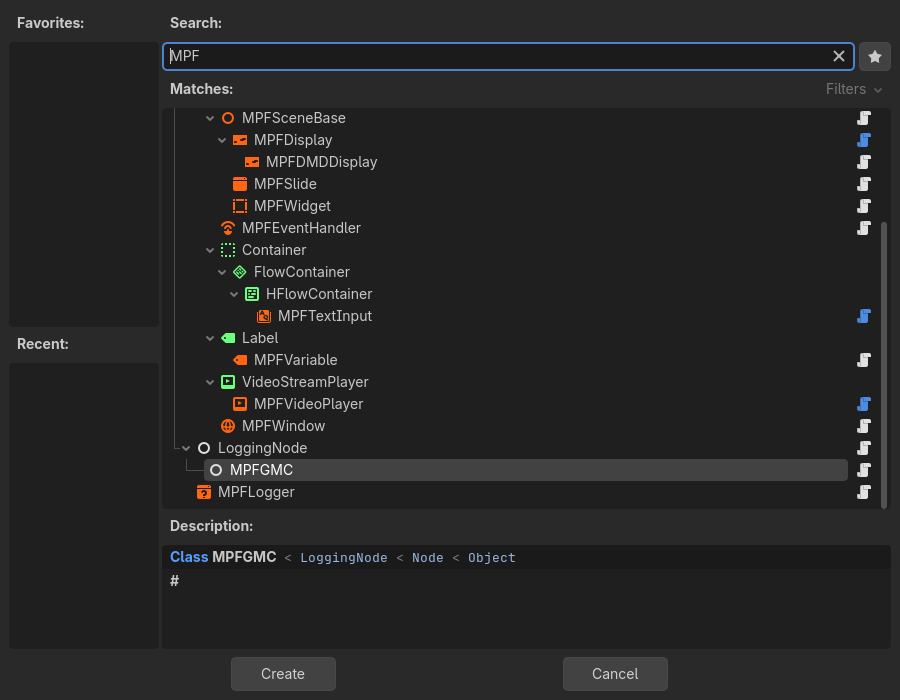 Favorites:
Search:
MPF
Matches:
Filters
MPFSceneBase
MPFDisplay
MPFDMDDisplay
MPFSlide
MPFWidget
MPFEventHandler
Container
FlowContainer
HFlowContainer
MPFTextInput
Label
MPFVariable
VideoStreamPlayer
MPFVideoPlayer
MPFWindow
LoggingNode
MPFGMC
MPFLogger
Recent:
Description:
Class MPFGMC < LoggingNode < Node < Object
#
Create
Cancel